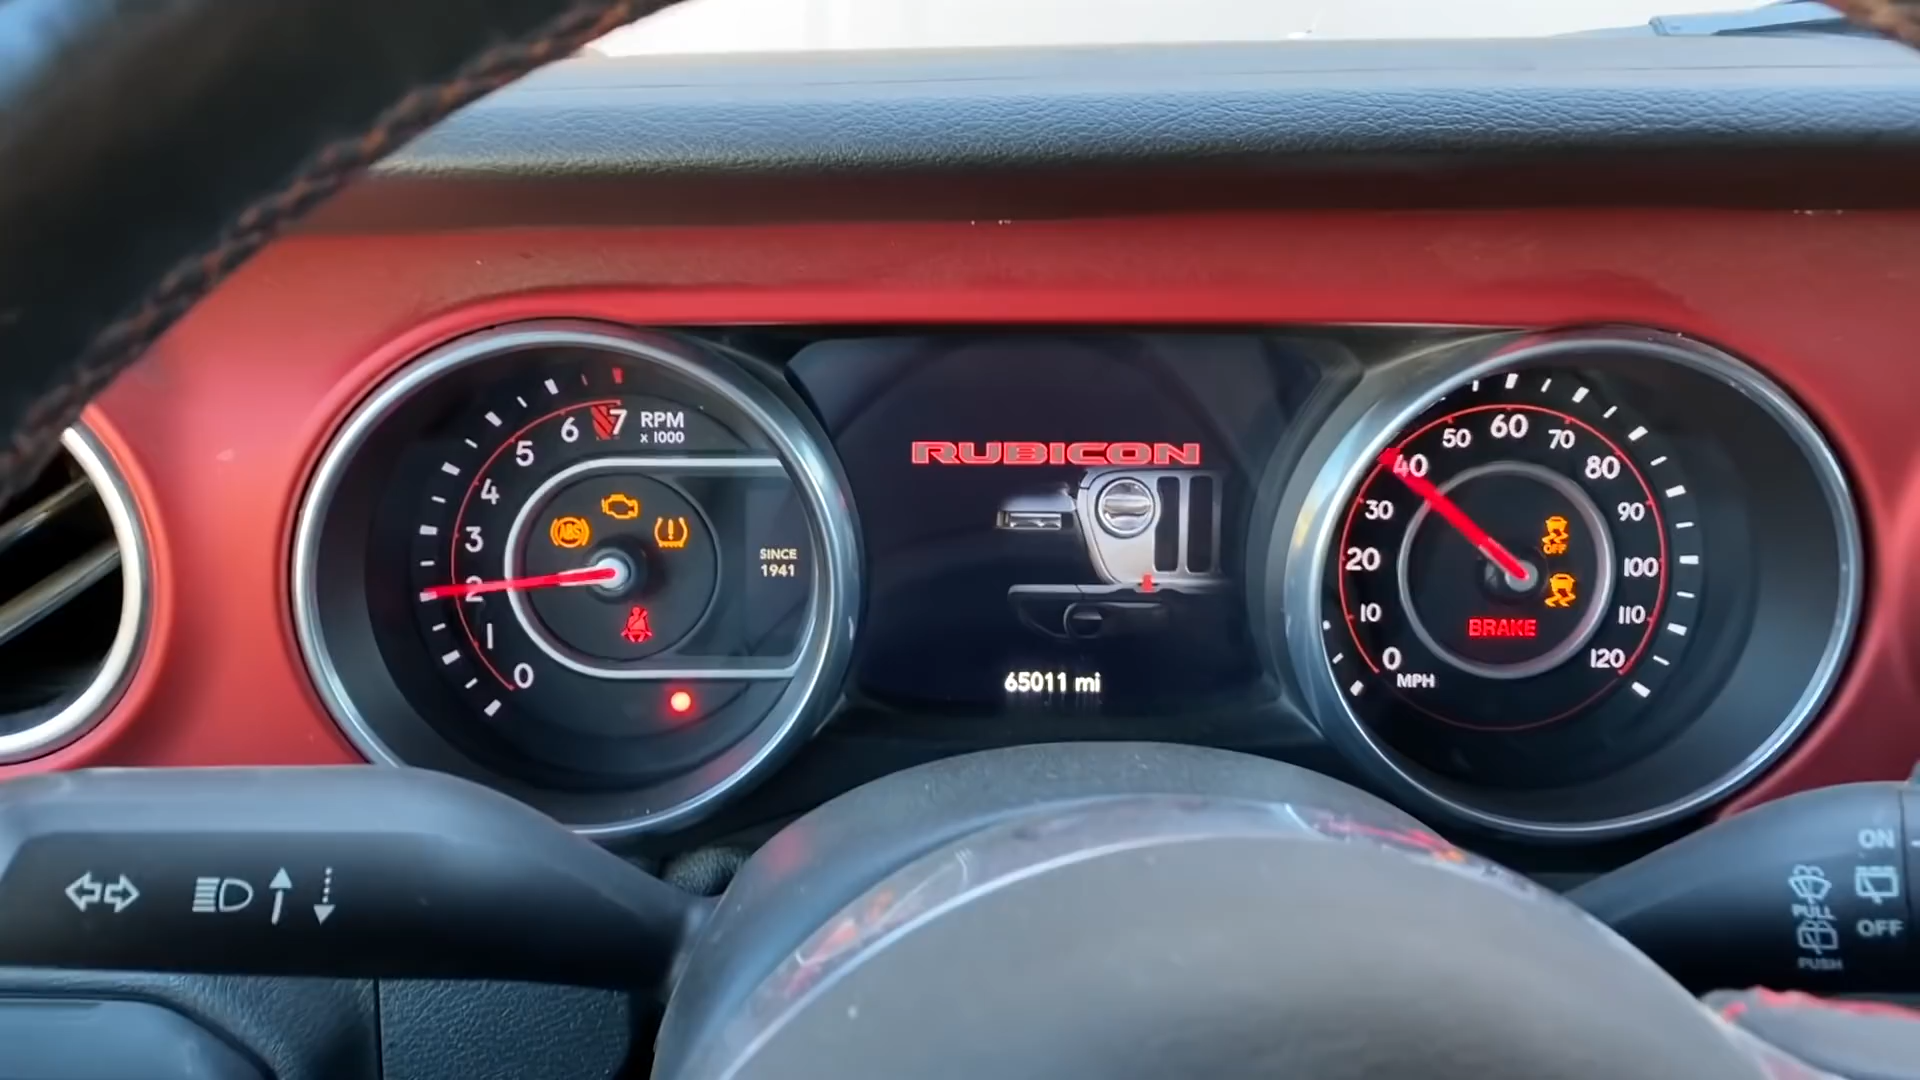 7 RPM
6 x 1000
5
4
3
2
1
0
ABS
SINCE
1941
RUBICON
65011 mi
60
50 70
40 80
30 90
20 100
10 110
0 120
MPH
OFF
BRAKE
ON
PULL
OFF
PUSH